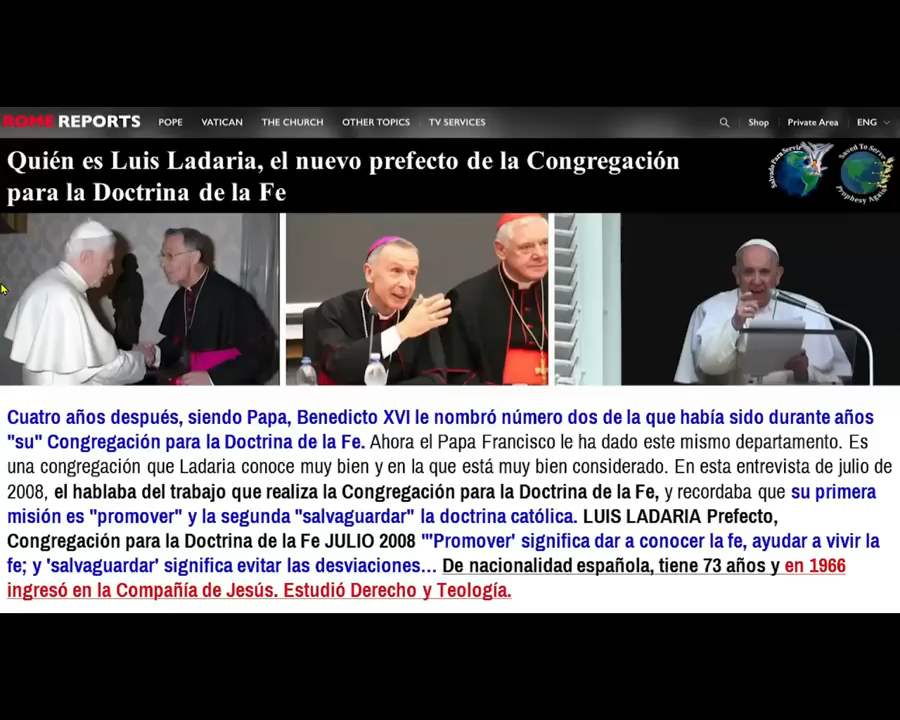 ROME REPORTS POPE VATICAN THE CHURCH OTHER TOPICS TV SERVICES Shop Private Area ENG
Quién es Luis Ladaria, el nuevo prefecto de la Congregación
para la Doctrina de la Fe
Salvado Para Servir
Saved To Serve
Prophesy Again
Cuatro años después, siendo Papa, Benedicto XVI le nombró número dos de la que había sido durante años
"su" Congregación para la Doctrina de la Fe. Ahora el Papa Francisco le ha dado este mismo departamento. Es
una congregación que Ladaria conoce muy bien y en la que está muy bien considerado. En esta entrevista de julio de
2008, el hablaba del trabajo que realiza la Congregación para la Doctrina de la Fe, y recordaba que su primera
misión es "promover" y la segunda "salvaguardar" la doctrina católica. LUIS LADARIA Prefecto,
Congregación para la Doctrina de la Fe JULIO 2008 "'Promover' significa dar a conocer la fe, ayudar a vivir la
fe; y 'salvaguardar' significa evitar las desviaciones… De nacionalidad española, tiene 73 años y en 1966
ingresó en la Compañía de Jesús. Estudió Derecho y Teología.